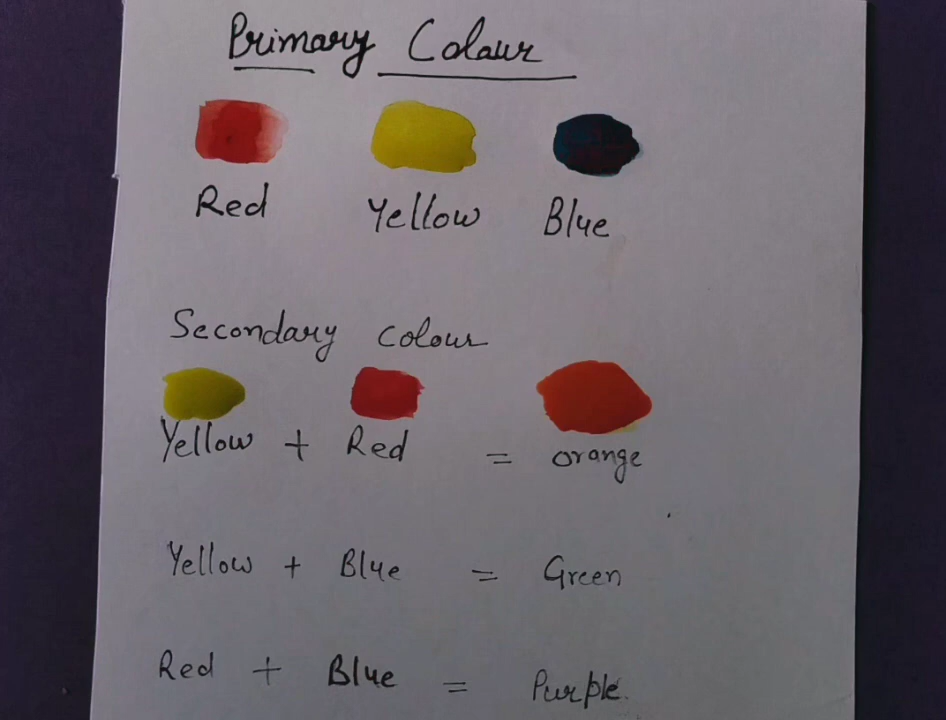 Primary Colour
Red Yellow Blue
Secondary colour
Yellow + Red = orange
Yellow + Blue = Green
Red + Blue = Purple.